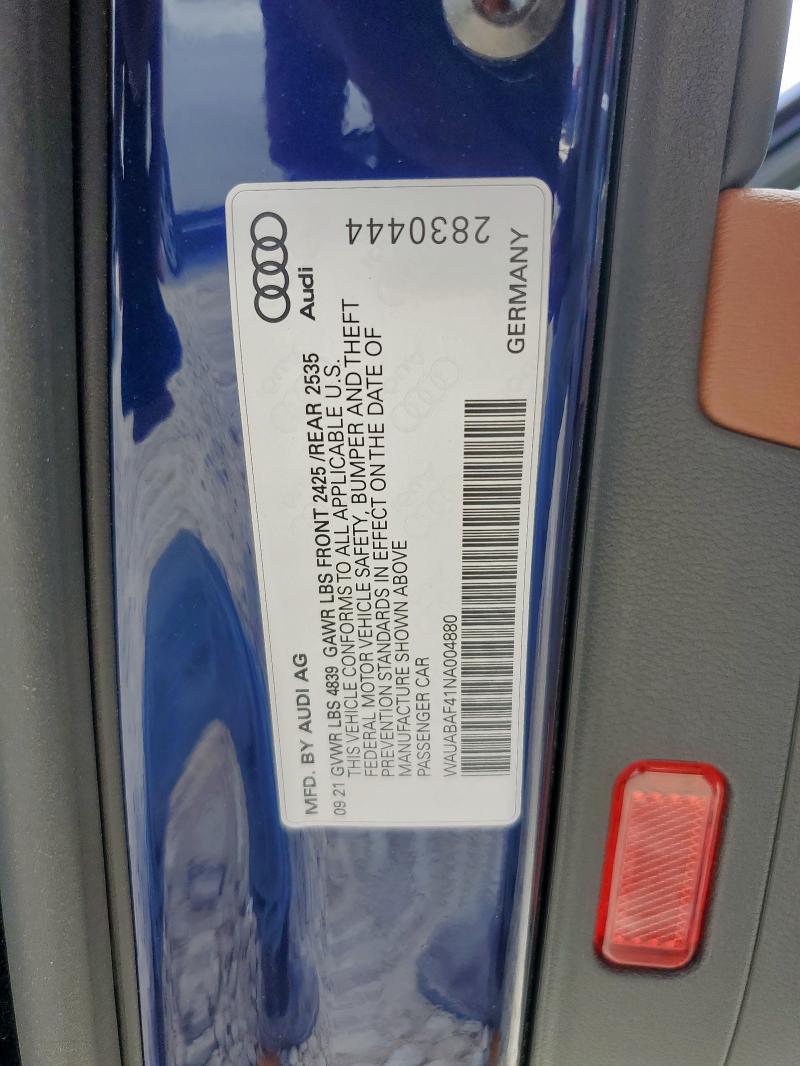 MFD. BY AUDI AG
Audi
09 21 GVWR LBS 4839 GAWR LBS FRONT 2425 /REAR 2535
THIS VEHICLE CONFORMS TO ALL APPLICABLE U.S.
FEDERAL MOTOR VEHICLE SAFETY, BUMPER AND THEFT
PREVENTION STANDARDS IN EFFECT ON THE DATE OF
MANUFACTURE SHOWN ABOVE
PASSENGER CAR
WAUABAF41NA004880
GERMANY
2830444